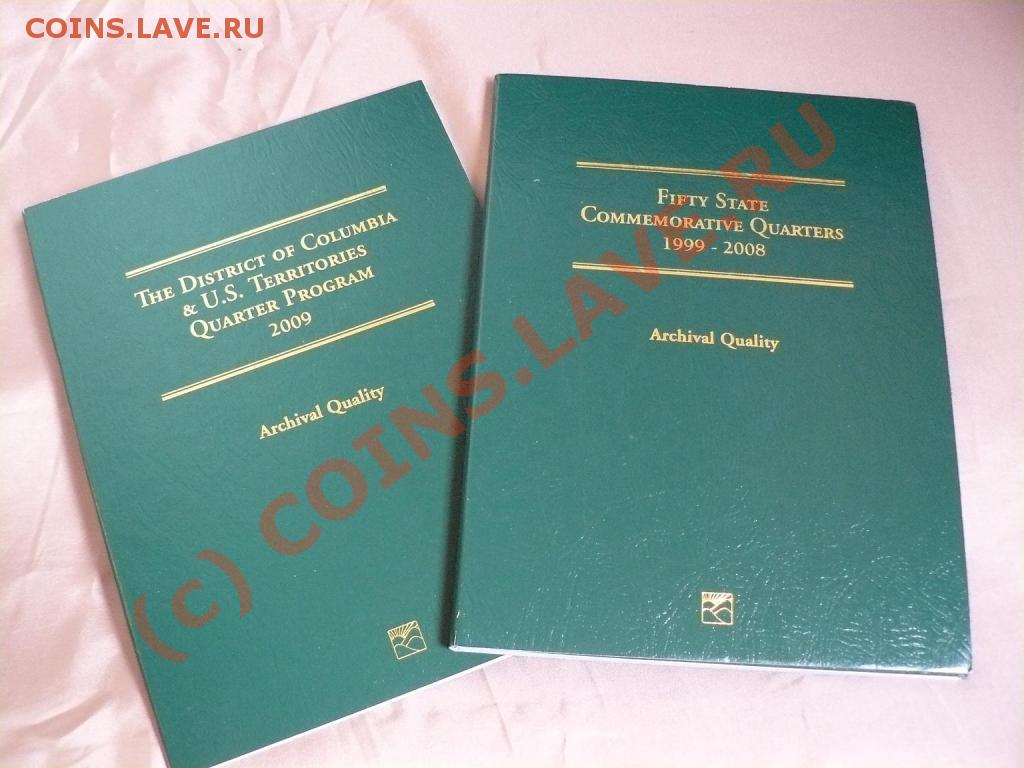 COINS.LAVE.RU
THE DISTRICT OF COLUMBIA
& U.S. TERRITORIES
QUARTER PROGRAM
2009
Archival Quality
FIFTY STATE
COMMEMORATIVE QUARTERS
1999 - 2008
Archival Quality
(c) COINS.LAVE.RU